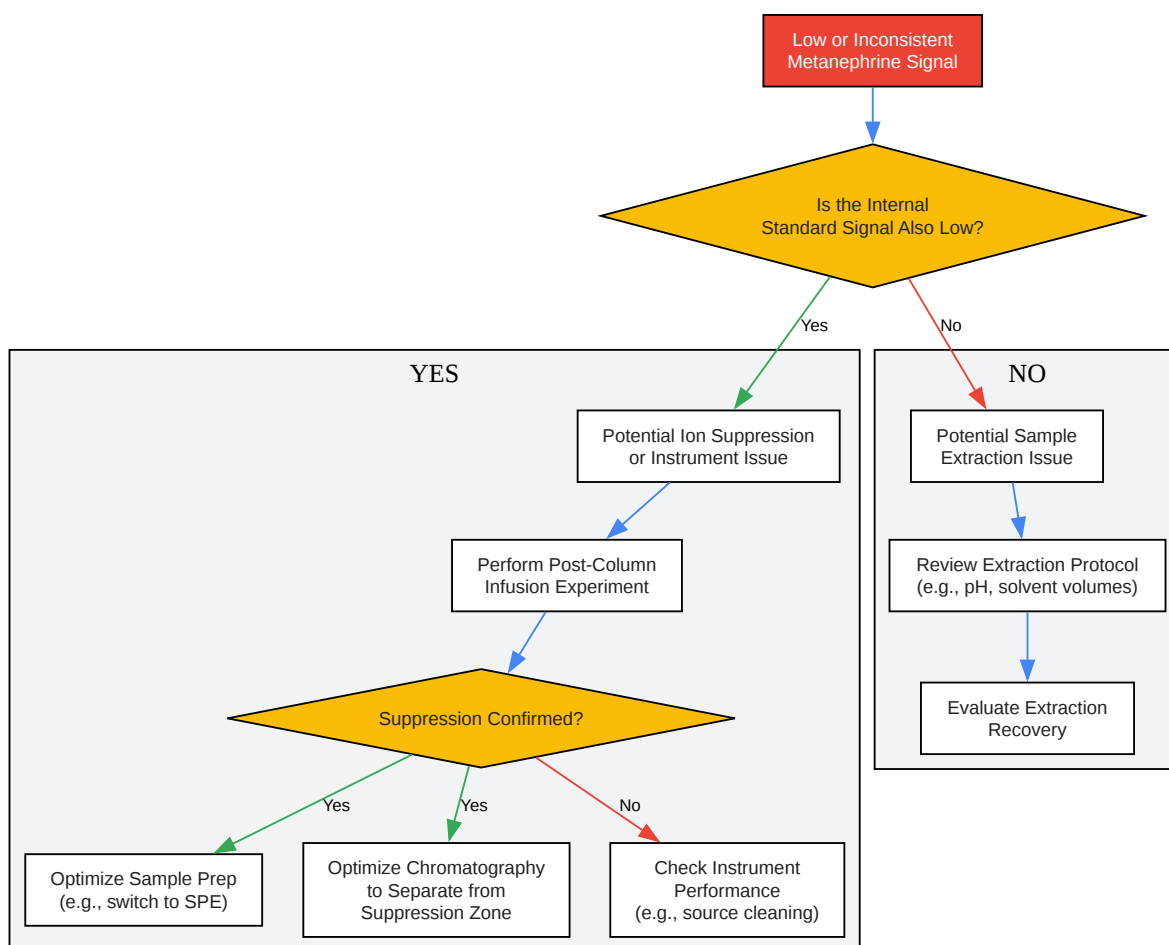 Low or Inconsistent
Metanephrine Signal
Is the Internal
Standard Signal Also Low?
Yes
No
YES
NO
Potential Ion Suppression
or Instrument Issue
Potential Sample
Extraction Issue
Perform Post-Column
Infusion Experiment
Review Extraction Protocol
(e.g., pH, solvent volumes)
Suppression Confirmed?
Evaluate Extraction
Recovery
Yes
Yes
No
Optimize Sample Prep
(e.g., switch to SPE)
Optimize Chromatography
to Separate from
Suppression Zone
Check Instrument
Performance
(e.g., source cleaning)